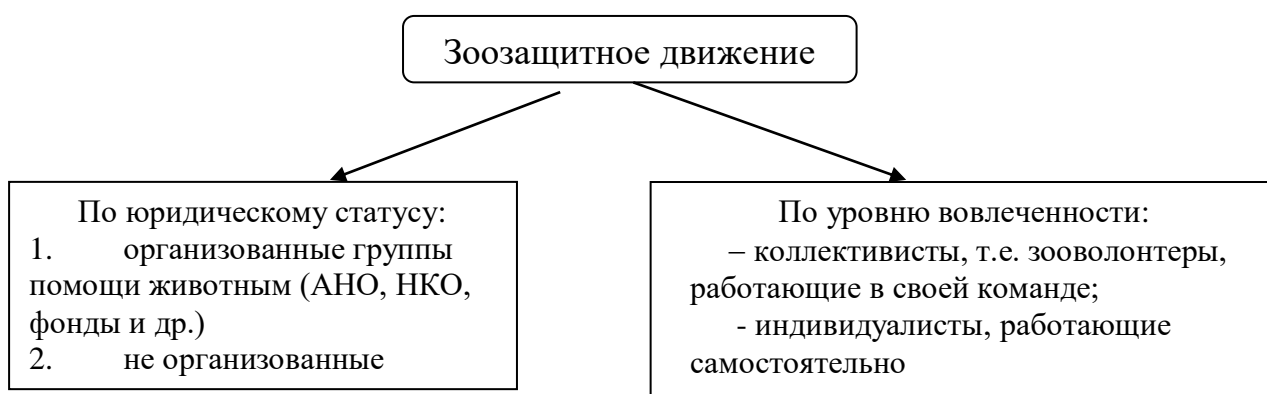 Зоозащитное движение
По юридическому статусу:
1. организованные группы
помощи животным (АНО, НКО,
фонды и др.)
2. не организованные
По уровню вовлеченности:
– коллективисты, т.е. зооволонтеры,
работающие в своей команде;
- индивидуалисты, работающие
самостоятельно